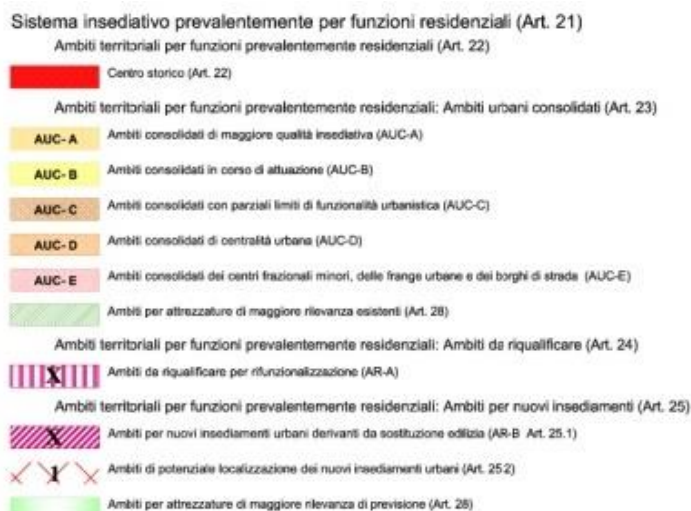 Sistema insediativo prevalentemente per funzioni residenziali (Art. 21)
Ambiti territoriali per funzioni prevalentemente residenziali (Art. 22)
Centro storico (Art. 22)
Ambiti territoriali per funzioni prevalentemente residenziali: Ambiti urbani consolidati (Art. 23)
AUC- A Ambiti consolidati di maggiore qualità insediativa (AUC-A)
AUC- B Ambiti consolidati in corso di attuazione (AUC-B)
AUC- C Ambiti consolidati con parziali limiti di funzionalità urbanistica (AUC-C)
AUC- D Ambiti consolidati di centralità urbana (AUC-D)
AUC- E Ambiti consolidati dei centri frazionali minori, delle frange urbane e dei borghi di strada (AUC-E)
Ambiti per attrezzature di maggiore rilevanza esistenti (Art. 28)
Ambiti territoriali per funzioni prevalentemente residenziali: Ambiti da riqualificare (Art. 24)
X Ambiti da riqualificare per rifunzionalizzazione (AR-A)
Ambiti territoriali per funzioni prevalentemente residenziali: Ambiti per nuovi insediamenti (Art. 25)
X Ambiti per nuovi insediamenti urbani derivanti da sostituzione edilizia (AR-B Art. 25.1)
1 Ambiti di potenziale localizzazione dei nuovi insediamenti urbani (Art. 25.2)
Ambiti per attrezzature di maggiore rilevanza di previsione (Art. 28)